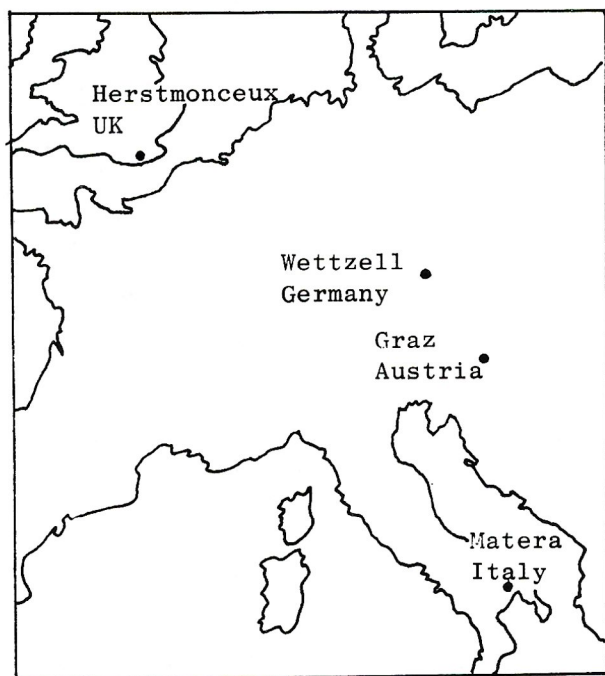 Herstmonceux
UK
Wettzell
Germany
Graz
Austria
Matera
Italy